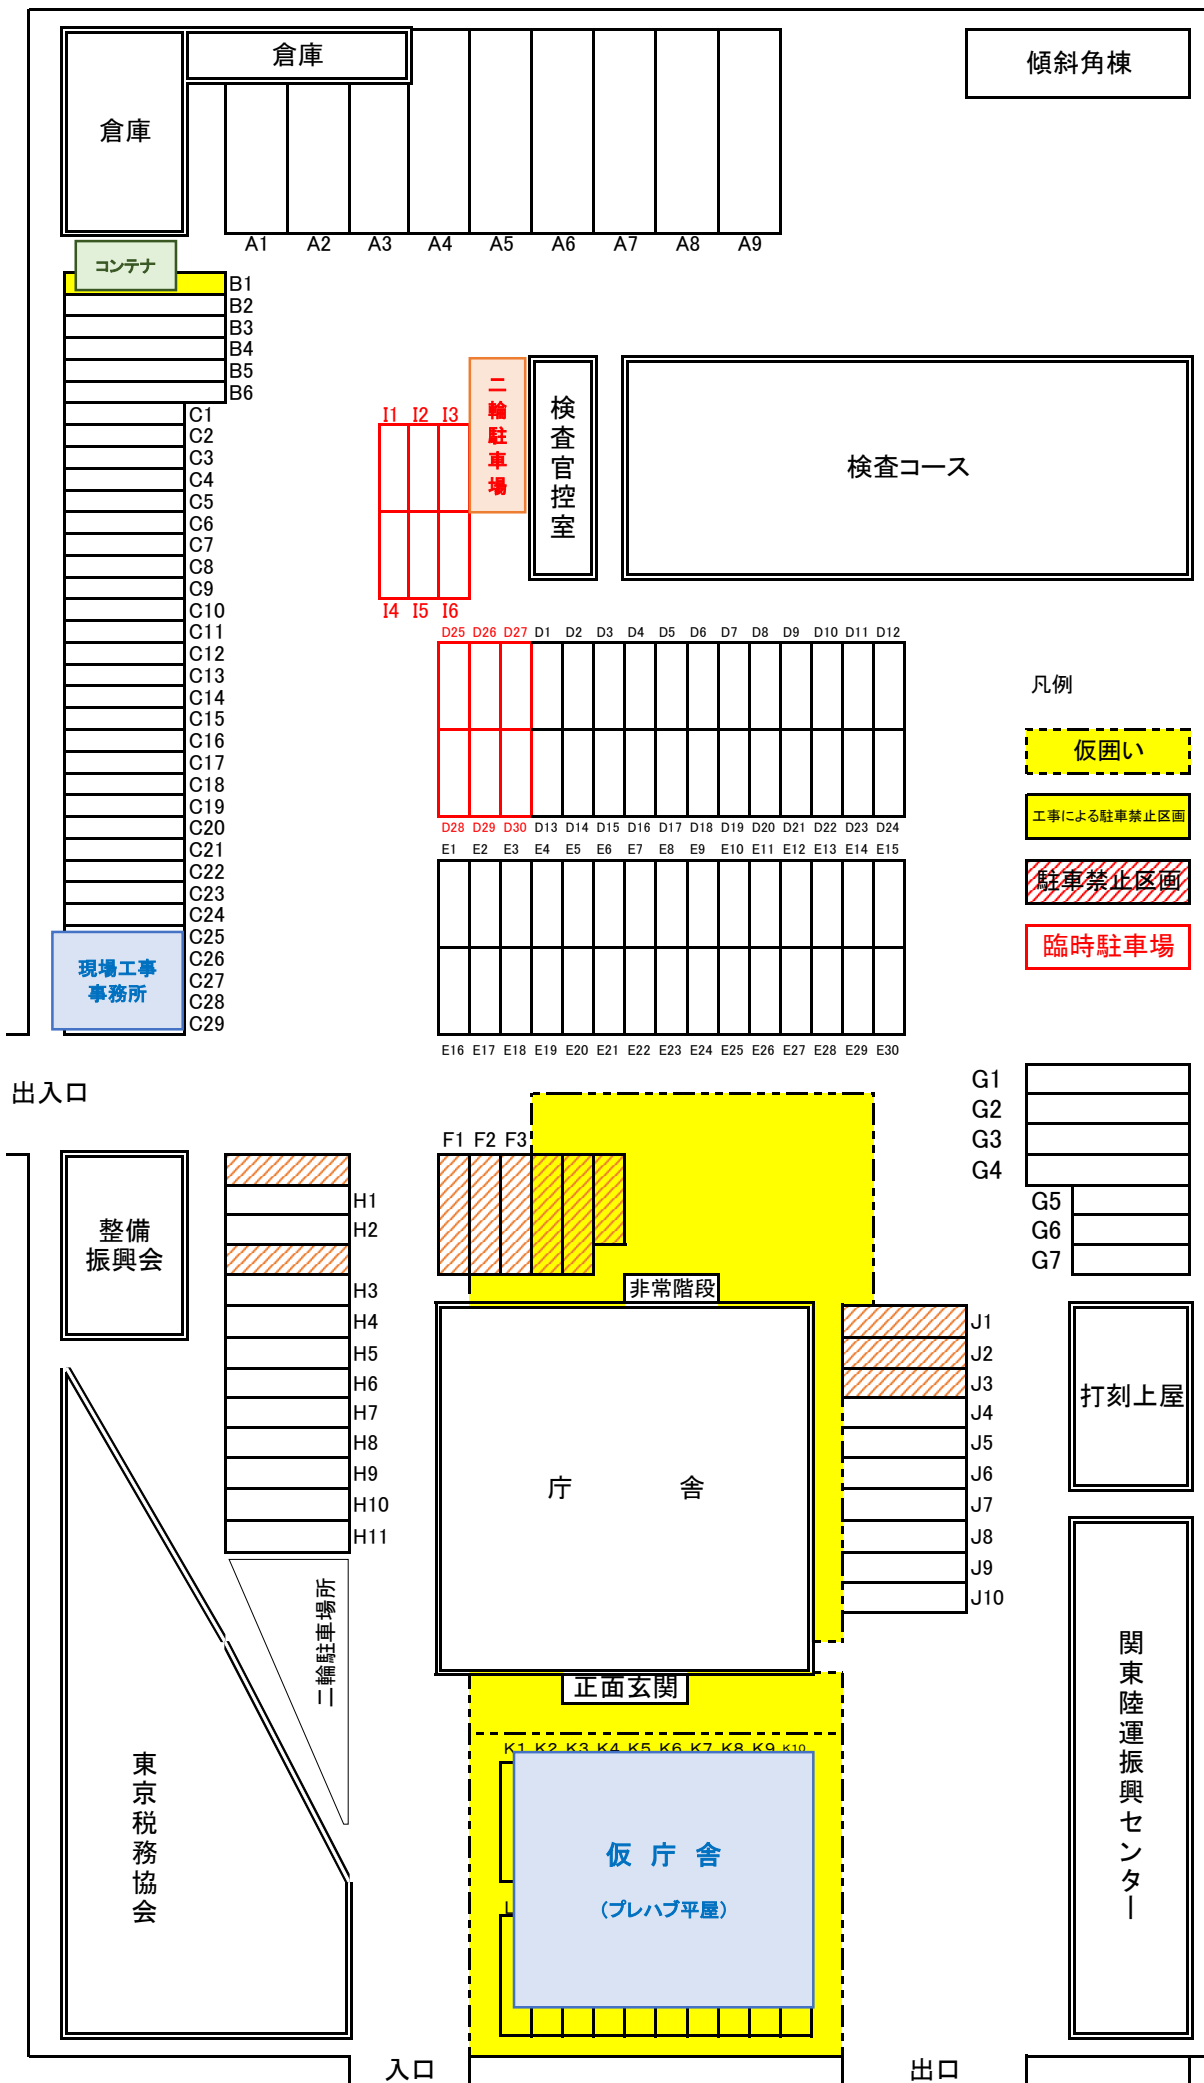 倉庫
傾斜角棟
倉庫
A1 A2 A3 A4 A5 A6 A7 A8 A9
コンテナ
B1
B2
B3
B4
B5
B6
C1
C2
C3
C4
C5
C6
C7
C8
C9
C10
C11
C12
C13
C14
C15
C16
C17
C18
C19
C20
C21
C22
C23
C24
C25
C26
C27
C28
C29
現場工事
事務所
二輪駐車場
検査官控室
検査コース
I1 I2 I3
I4 I5 I6
D25 D26 D27 D1 D2 D3 D4 D5 D6 D7 D8 D9 D10 D11 D12
D28 D29 D30 D13 D14 D15 D16 D17 D18 D19 D20 D21 D22 D23 D24
E1 E2 E3 E4 E5 E6 E7 E8 E9 E10 E11 E12 E13 E14 E15
E16 E17 E18 E19 E20 E21 E22 E23 E24 E25 E26 E27 E28 E29 E30
凡例
仮囲い
工事による駐車禁止区画
駐車禁止区画
臨時駐車場
出入口
G1
G2
G3
G4
G5
G6
G7
F1 F2 F3
整備
振興会
H1
H2
H3
H4
H5
H6
H7
H8
H9
H10
H11
非常階段
庁 舎
J1
J2
J3
J4
J5
J6
J7
J8
J9
J10
打刻上屋
二輪駐車場所
正面玄関
K1 K2 K3 K4 K5 K6 K7 K8 K9 K10
仮 庁 舎
（プレハブ平屋）
東京税務協会
関東陸運振興センター
入口
出口